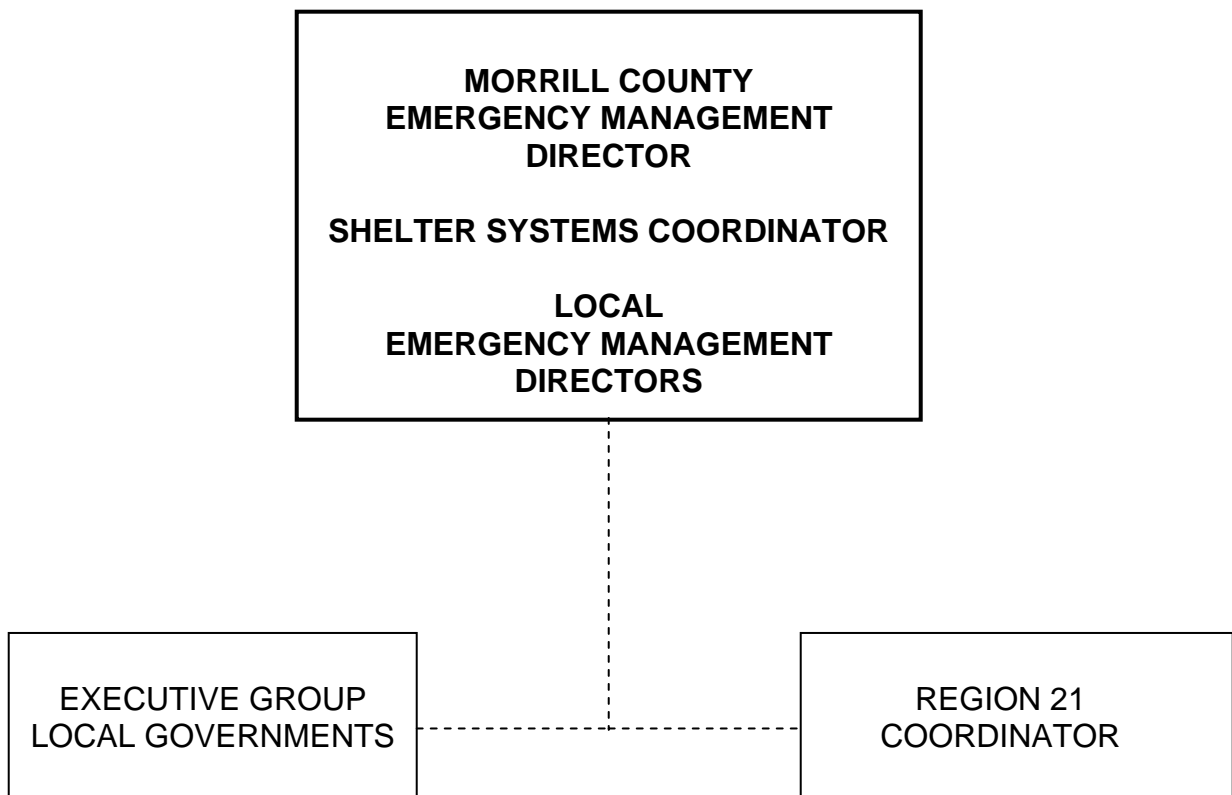 MORRILL COUNTY
EMERGENCY MANAGEMENT
DIRECTOR
SHELTER SYSTEMS COORDINATOR
LOCAL
EMERGENCY MANAGEMENT
DIRECTORS
EXECUTIVE GROUP
LOCAL GOVERNMENTS
REGION 21
COORDINATOR